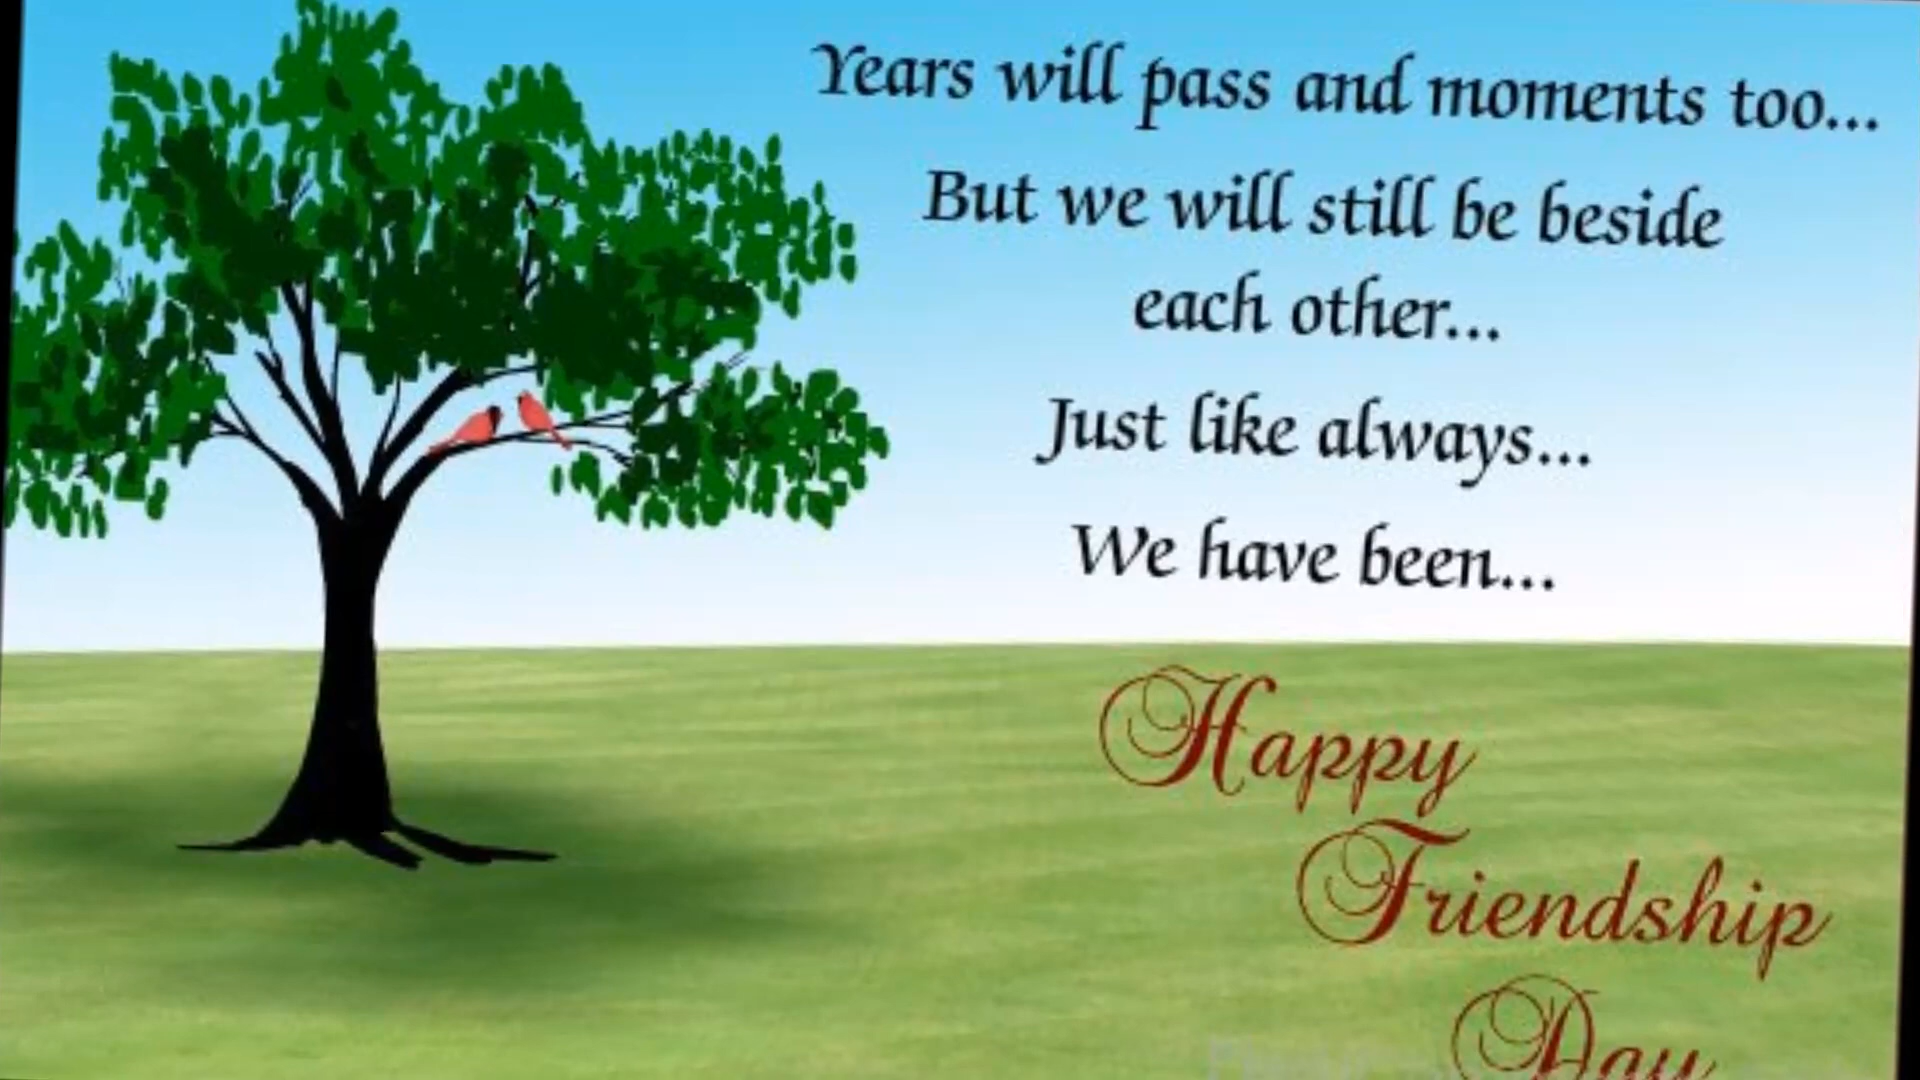 Years will pass and moments too...
But we will still be beside
each other...
Just like always...
We have been...
Happy
Friendship
Day